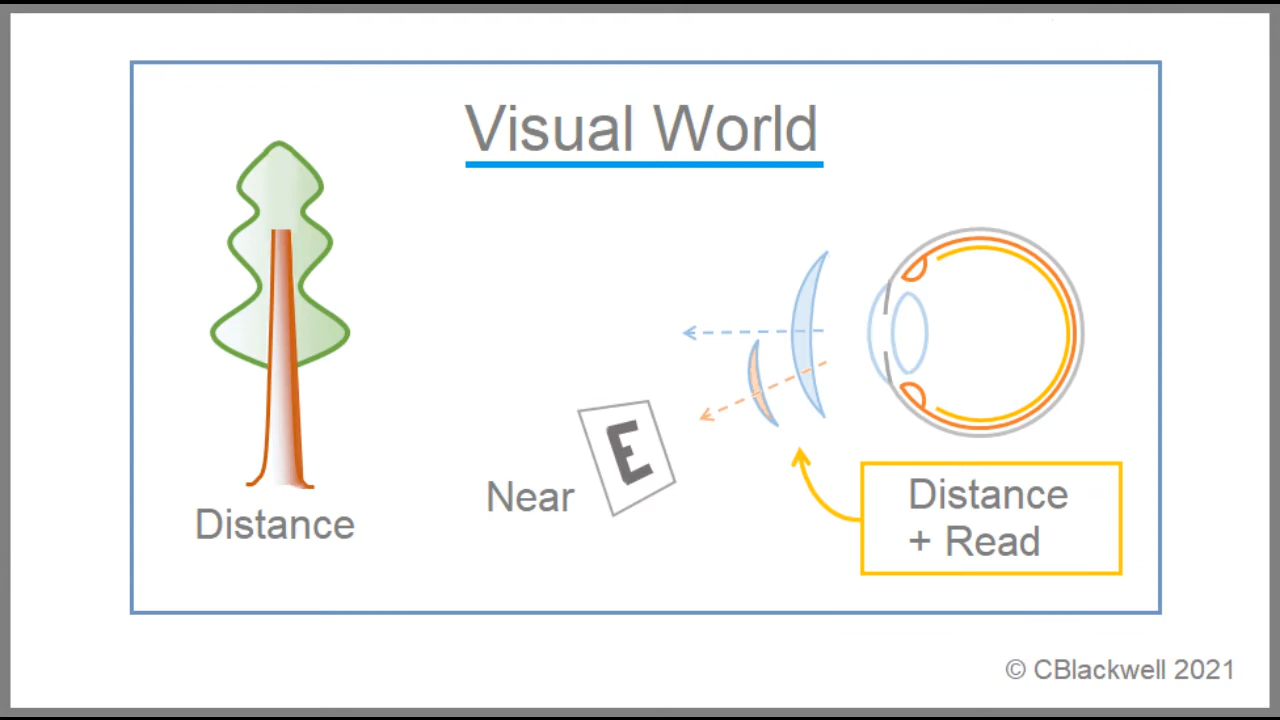 Visual World
E
Near
Distance
Distance
+ Read
© CBlackwell 2021